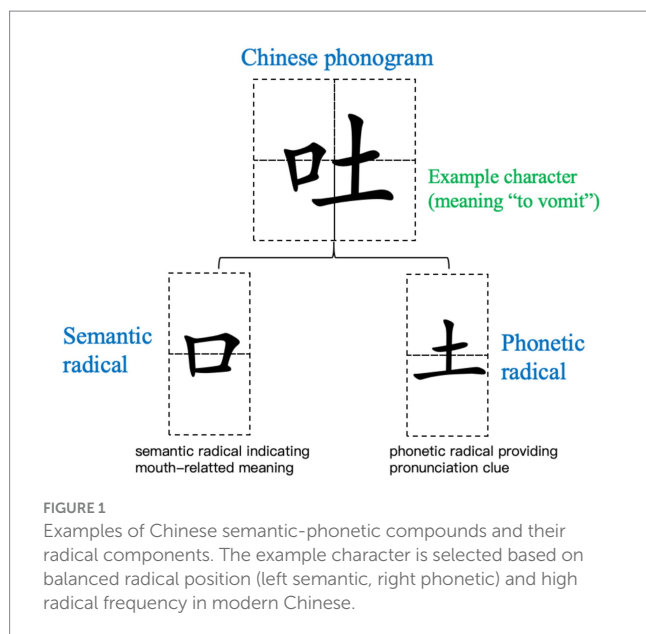 Chinese phonogram
吐
Example character
(meaning “to vomit”)
Semantic
radical
口
土
Phonetic
radical
semantic radical indicating
mouth-relatted meaning
phonetic radical providing
pronunciation clue
FIGURE 1
Examples of Chinese semantic-phonetic compounds and their
radical components. The example character is selected based on
balanced radical position (left semantic, right phonetic) and high
radical frequency in modern Chinese.